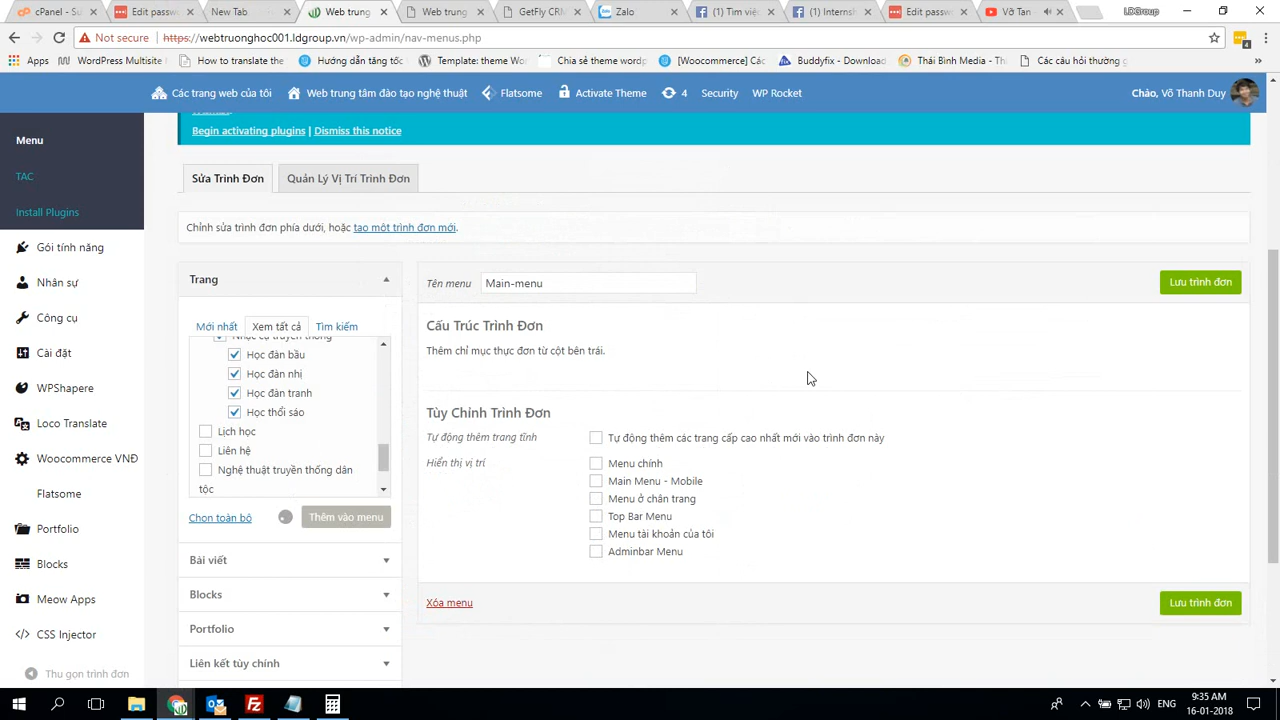 cPanel - Su
Edit passw
New Tab
Web trung
Web trung
GetFly CRM
Zalo
(1) Tìm việc
(1) Internsh
Edit passw
Võ Tan
LDGroup
Not secure
https://webtruonghoc001.ldgroup.vn/wp-admin/nav-menus.php
4
Apps
WordPress Multisite
How to translate the
Hướng dẫn tăng tốc
Template: theme Wor
Chia sẻ theme wordp
[Woocommerce] Các
Buddyfix - Download
Thái Bình Media - Th
Các câu hỏi thường g
Các trang web của tôi
Web trung tâm đào tạo nghệ thuật
Flatsome
Activate Theme
4
Security
WP Rocket
Chào, Võ Thanh Duy
Menu
TAC
Install Plugins
Gói tính năng
Nhân sự
Công cụ
Cài đặt
WPShapere
Loco Translate
Woocommerce VNĐ
Flatsome
Portfolio
Blocks
Meow Apps
CSS Injector
Thu gọn trình đơn
Begin activating plugins | Dismiss this notice
Sửa Trình Đơn
Quản Lý Vị Trí Trình Đơn
Chỉnh sửa trình đơn phía dưới, hoặc tạo một trình đơn mới.
Trang
Mới nhất
Xem tất cả
Tìm kiếm
Nhạc cụ truyền thống
Học đàn bầu
Học đàn nhị
Học đàn tranh
Học thổi sáo
Lịch học
Liên hệ
Nghệ thuật truyền thống dân
tộc
Chọn toàn bộ
Thêm vào menu
Bài viết
Blocks
Portfolio
Liên kết tùy chỉnh
Tên menu
Main-menu
Lưu trình đơn
Cấu Trúc Trình Đơn
Thêm chỉ mục thực đơn từ cột bên trái.
Tùy Chỉnh Trình Đơn
Tự động thêm trang tĩnh
Tự động thêm các trang cấp cao nhất mới vào trình đơn này
Hiển thị vị trí
Menu chính
Main Menu - Mobile
Menu ở chân trang
Top Bar Menu
Menu tài khoản của tôi
Adminbar Menu
Xóa menu
Lưu trình đơn
ENG
9:35 AM
16-01-2018